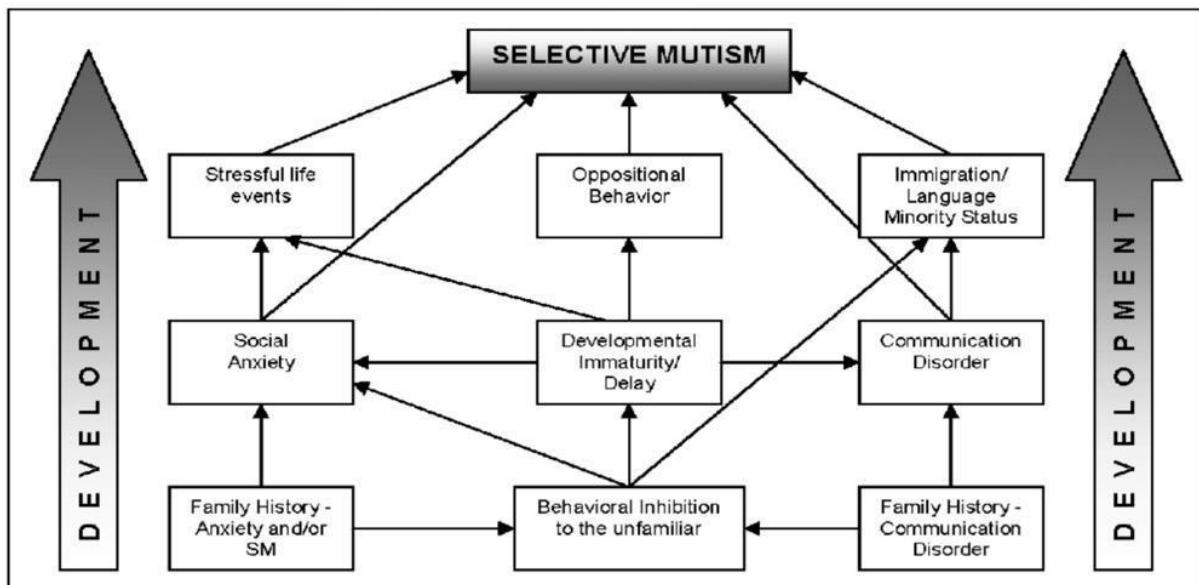 SELECTIVE MUTISM
DEVELOPMENT
Stressful life
events
Oppositional
Behavior
Immigration/
Language
Minority Status
DEVELOPMENT
Social
Anxiety
Developmental
Immaturity/
Delay
Communication
Disorder
Family History -
Anxiety and/or
SM
Behavioral Inhibition
to the unfamiliar
Family History -
Communication
Disorder